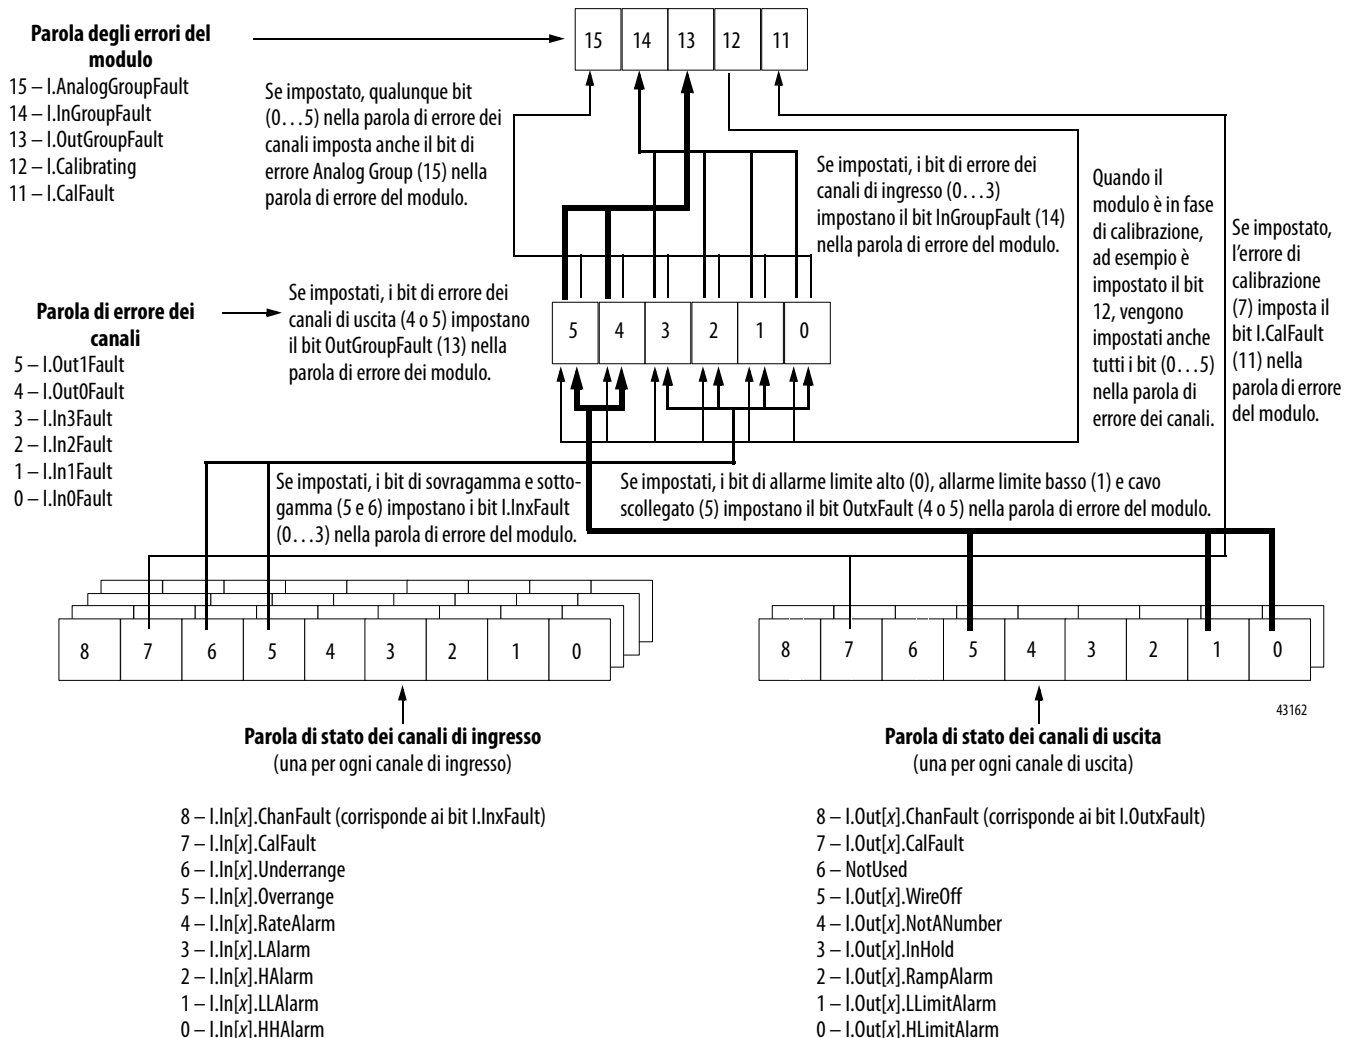 Parola degli errori del
modulo
15 – I.AnalogGroupFault
14 – I.InGroupFault
13 – I.OutGroupFault
12 – I.Calibrating
11 – I.CalFault
15 14 13 12 11
Se impostato, qualunque bit
(0…5) nella parola di errore dei
canali imposta anche il bit di
errore Analog Group (15) nella
parola di errore del modulo.
Se impostati, i bit di errore dei
canali di ingresso (0…3)
impostano il bit InGroupFault (14)
nella parola di errore del modulo.
Quando il
modulo è in fase
di calibrazione,
ad esempio è
impostato il bit
12, vengono
impostati anche
tutti i bit (0…5)
nella parola di
errore dei canali.
Se impostato,
l'errore di
calibrazione
(7) imposta il
bit I.CalFault
(11) nella
parola di errore
del modulo.
Parola di errore dei
canali
5 – I.Out1Fault
4 – I.Out0Fault
3 – I.In3Fault
2 – I.In2Fault
1 – I.In1Fault
0 – I.In0Fault
Se impostati, i bit di errore dei
canali di uscita (4 o 5) impostano
il bit OutGroupFault (13) nella
parola di errore dei modulo.
5 4 3 2 1 0
Se impostati, i bit di sovragamma e sotto-
gamma (5 e 6) impostano i bit I.InxFault
(0…3) nella parola di errore del modulo.
Se impostati, i bit di allarme limite alto (0), allarme limite basso (1) e cavo
scollegato (5) impostano il bit OutxFault (4 o 5) nella parola di errore del modulo.
8 7 6 5 4 3 2 1 0
8 7 6 5 4 3 2 1 0
43162
Parola di stato dei canali di ingresso
(una per ogni canale di ingresso)
8 – I.In[x].ChanFault (corrisponde ai bit I.InxFault)
7 – I.In[x].CalFault
6 – I.In[x].Underrange
5 – I.In[x].Overrange
4 – I.In[x].RateAlarm
3 – I.In[x].LAlarm
2 – I.In[x].HAlarm
1 – I.In[x].LLAlarm
0 – I.In[x].HHAlarm
Parola di stato dei canali di uscita
(una per ogni canale di uscita)
8 – I.Out[x].ChanFault (corrisponde ai bit I.OutxFault)
7 – I.Out[x].CalFault
6 – NotUsed
5 – I.Out[x].WireOff
4 – I.Out[x].NotANumber
3 – I.Out[x].InHold
2 – I.Out[x].RampAlarm
1 – I.Out[x].LLimitAlarm
0 – I.Out[x].HLimitAlarm